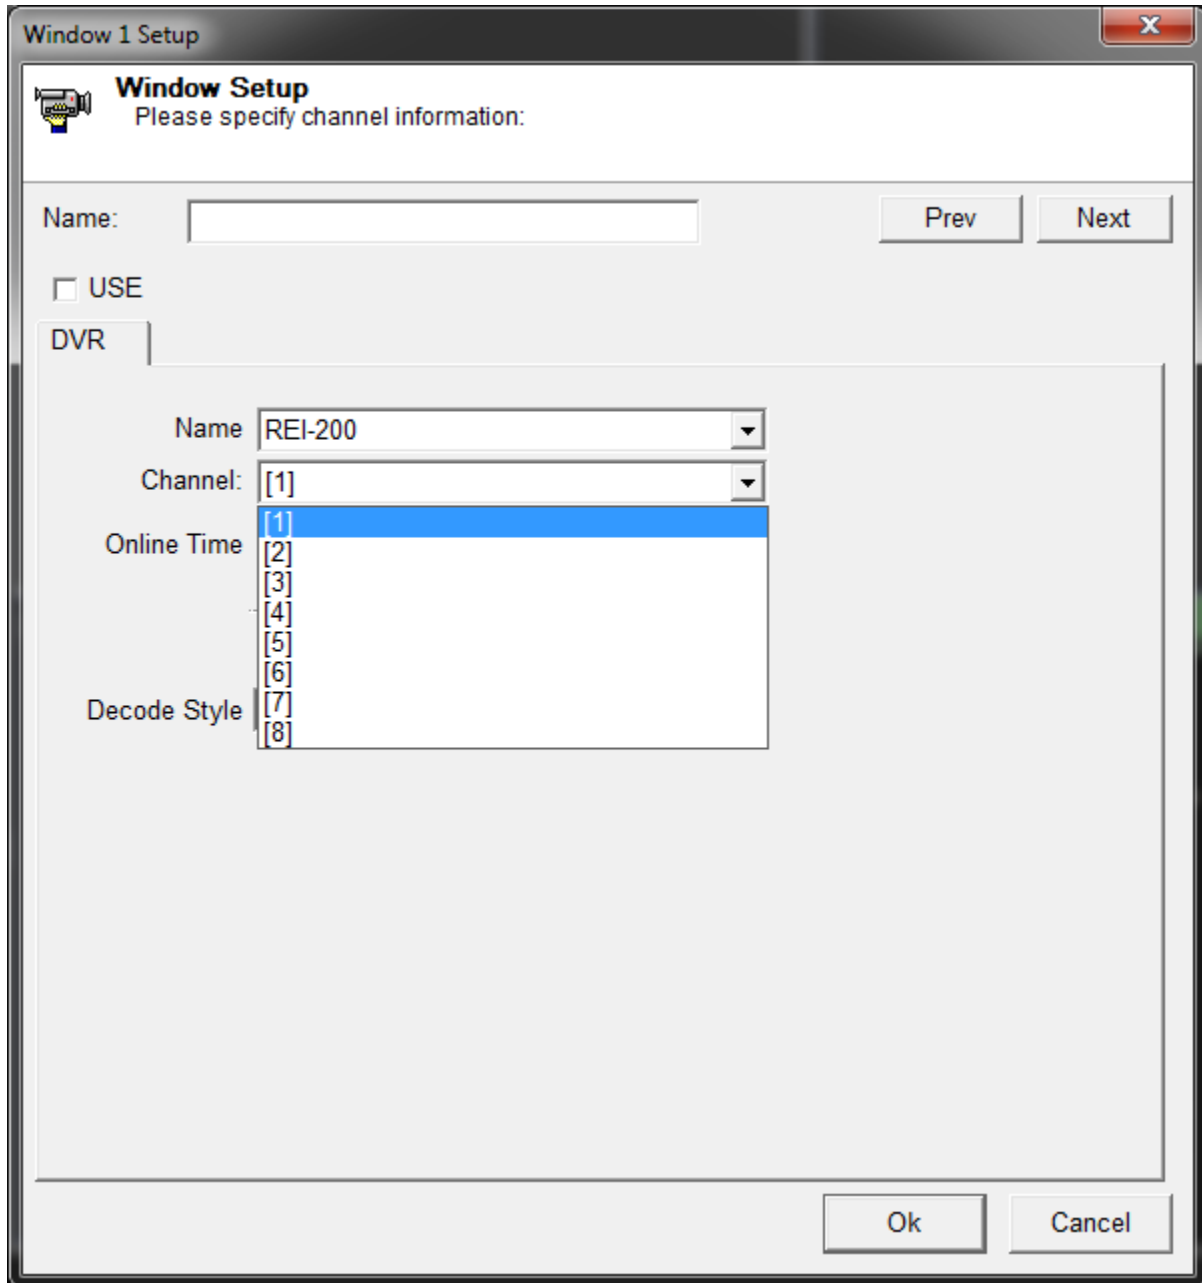 Window 1 Setup
Window Setup
Please specify channel information:
Name:
Prev
Next
USE
DVR
Name
REI-200
Channel:
[1]
[1]
Online Time
[2]
[3]
[4]
[5]
[6]
Decode Style
[7]
[8]
Ok
Cancel